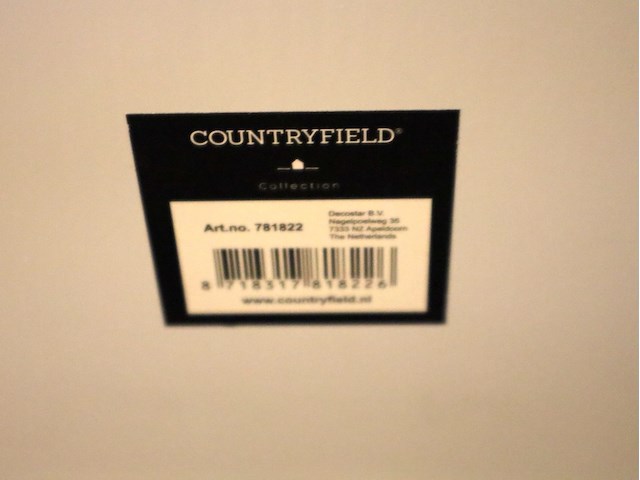 COUNTRYFIELD®
Collection
Art.no. 781822
Decostar B.V.
Nagelpoelweg 35
7333 NZ Apeldoorn
The Netherlands
8 718317 818226
www.countryfield.nl